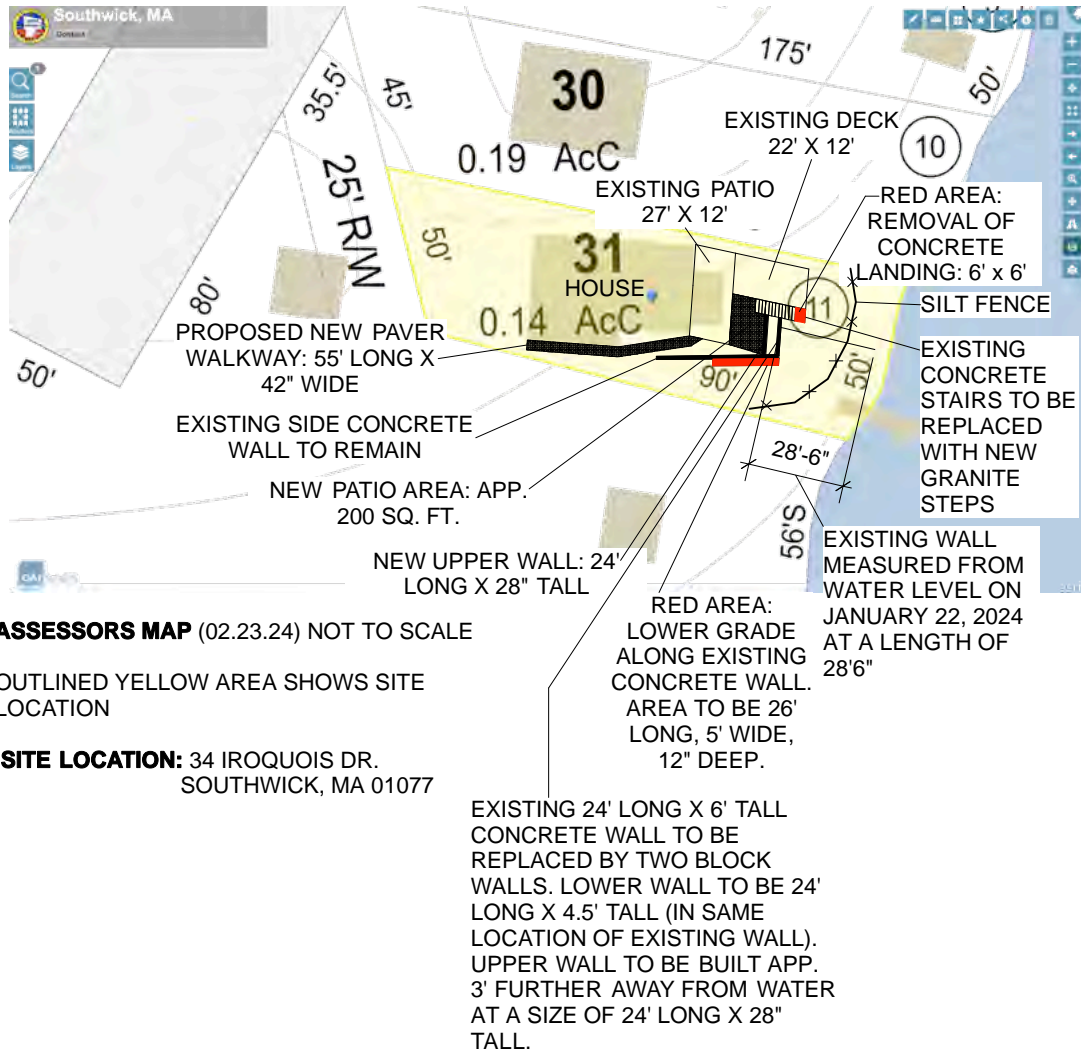 Southwick, MA
Contact
Search
Layers
35.5'
45'
175'
50'
30
0.19 AcC
25' R/W
EXISTING DECK
22' X 12'
10
EXISTING PATIO
27' X 12'
RED AREA:
REMOVAL OF
CONCRETE
LANDING: 6' x 6'
50'
31
HOUSE
0.14 AcC
11
SILT FENCE
80'
50'
PROPOSED NEW PAVER
WALKWAY: 55' LONG X
42" WIDE
90'
50'
EXISTING
CONCRETE
STAIRS TO BE
REPLACED
WITH NEW
GRANITE
STEPS
EXISTING SIDE CONCRETE
WALL TO REMAIN
28'-6"
NEW PATIO AREA: APP.
200 SQ. FT.
56'S
NEW UPPER WALL: 24'
LONG X 28" TALL
EXISTING WALL
MEASURED FROM
WATER LEVEL ON
JANUARY 22, 2024
AT A LENGTH OF
28'6"
RED AREA:
LOWER GRADE
ALONG EXISTING
CONCRETE WALL.
AREA TO BE 26'
LONG, 5' WIDE,
12" DEEP.
ASSESSORS MAP (02.23.24) NOT TO SCALE
OUTLINED YELLOW AREA SHOWS SITE
LOCATION
SITE LOCATION: 34 IROQUOIS DR.
SOUTHWICK, MA 01077
EXISTING 24' LONG X 6' TALL
CONCRETE WALL TO BE
REPLACED BY TWO BLOCK
WALLS. LOWER WALL TO BE 24'
LONG X 4.5' TALL (IN SAME
LOCATION OF EXISTING WALL).
UPPER WALL TO BE BUILT APP.
3' FURTHER AWAY FROM WATER
AT A SIZE OF 24' LONG X 28"
TALL.